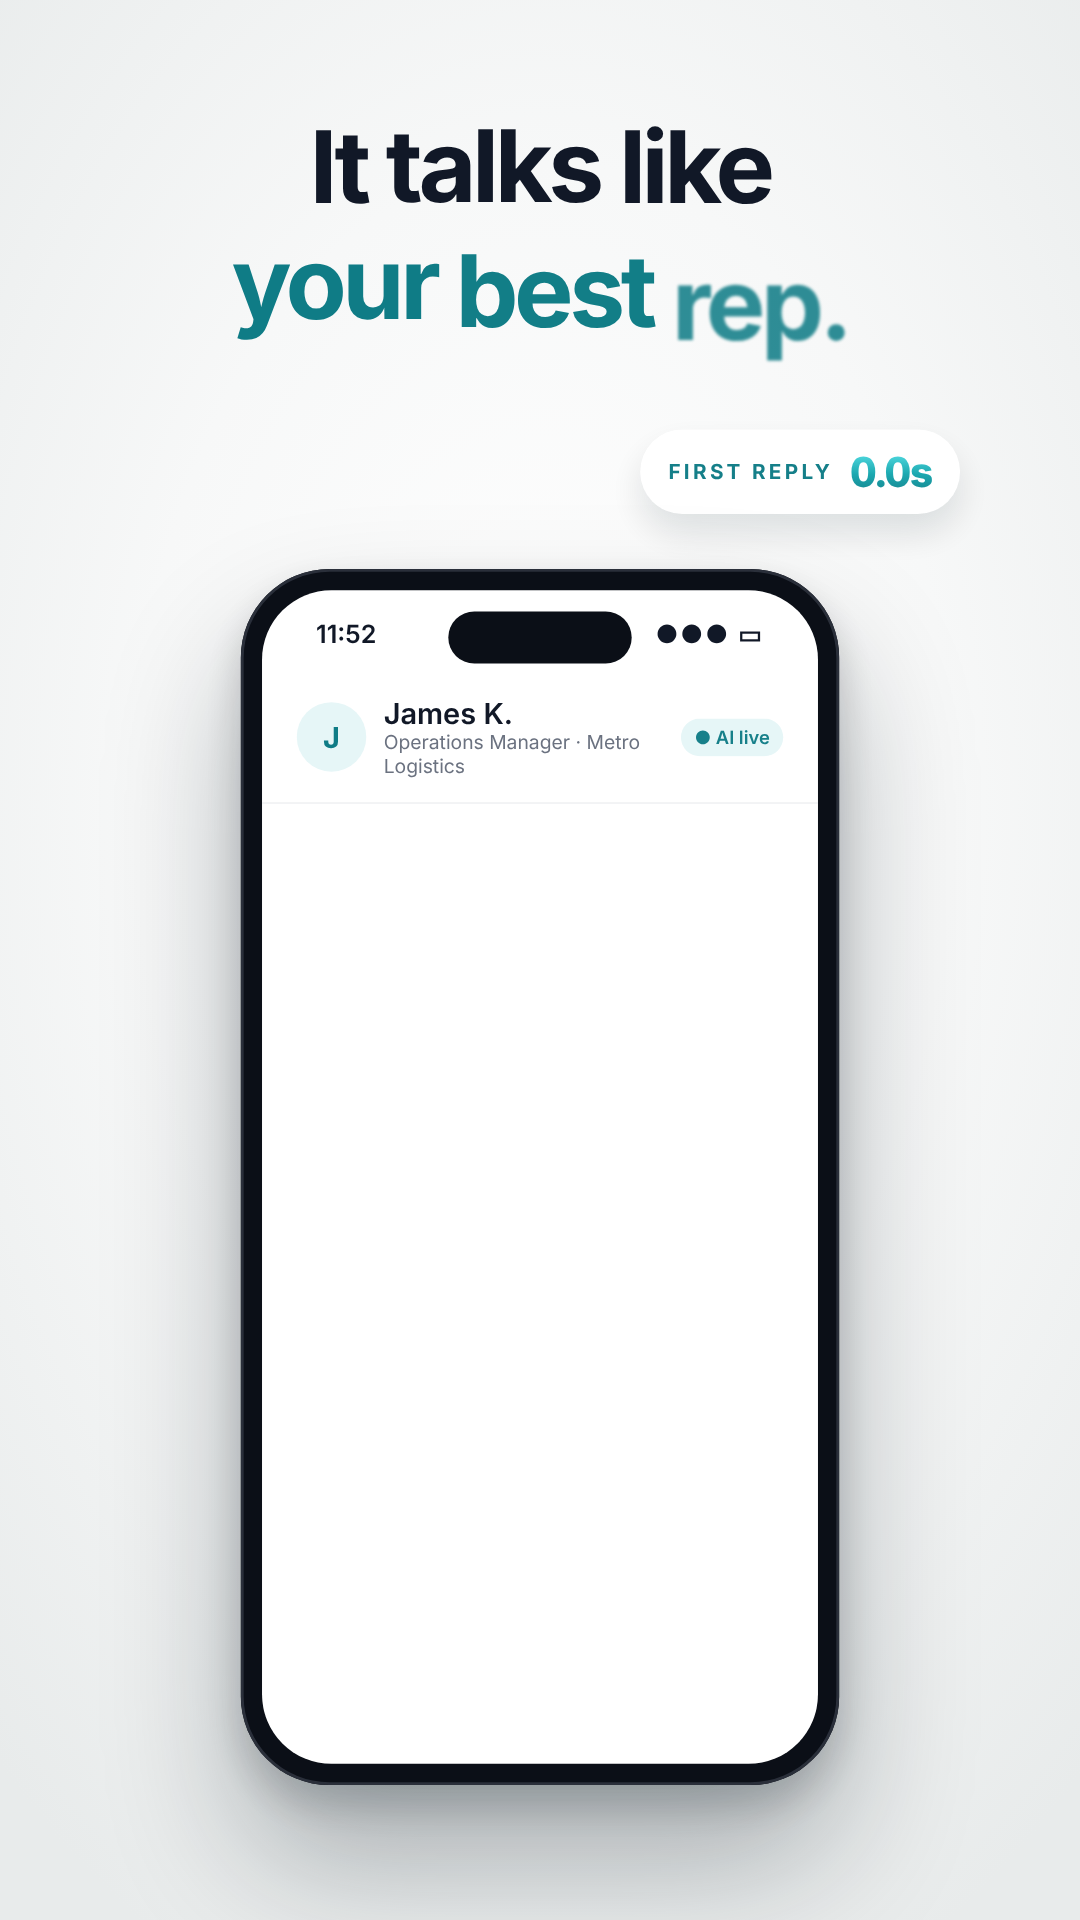 It talks like
your best rep.
FIRST REPLY 0.0s
11:52
J
James K.
Operations Manager · Metro
Logistics
AI live